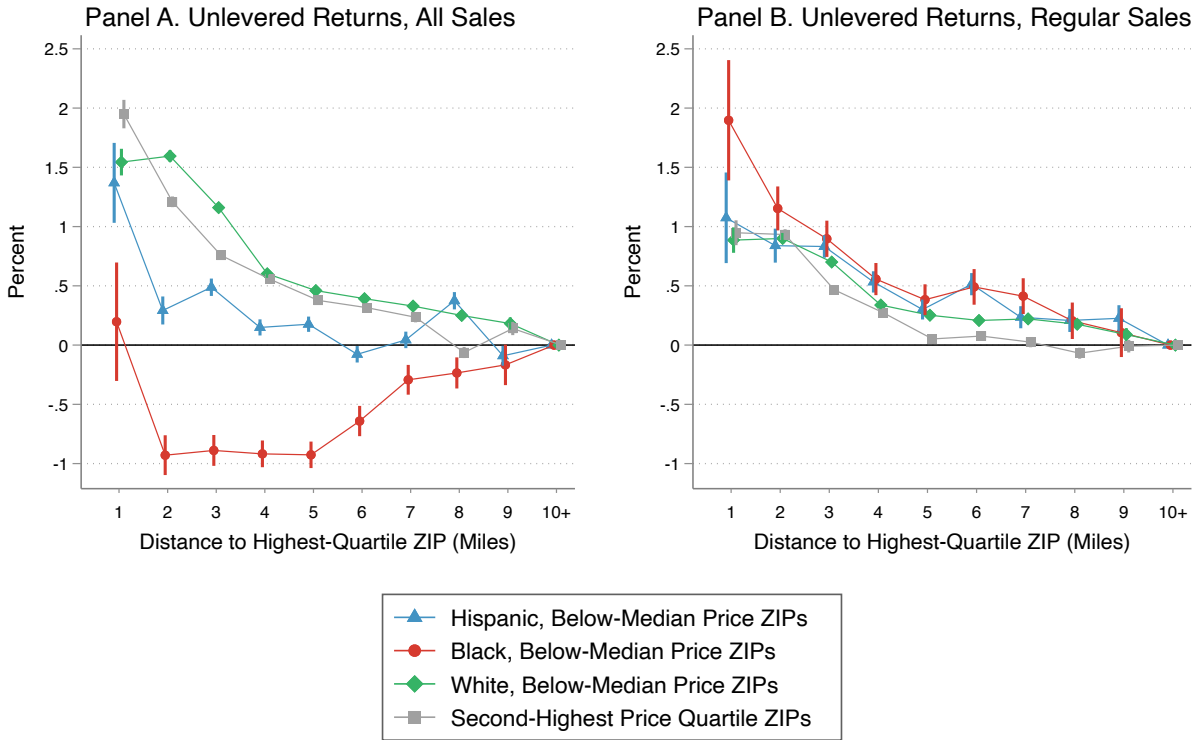 Panel A. Unlevered Returns, All Sales
2.5
2
1.5
1
.5
0
-.5
-1
Percent
1 2 3 4 5 6 7 8 9 10+
Distance to Highest-Quartile ZIP (Miles)
Panel B. Unlevered Returns, Regular Sales
2.5
2
1.5
1
.5
0
-.5
-1
Percent
1 2 3 4 5 6 7 8 9 10+
Distance to Highest-Quartile ZIP (Miles)
Hispanic, Below-Median Price ZIPs
Black, Below-Median Price ZIPs
White, Below-Median Price ZIPs
Second-Highest Price Quartile ZIPs